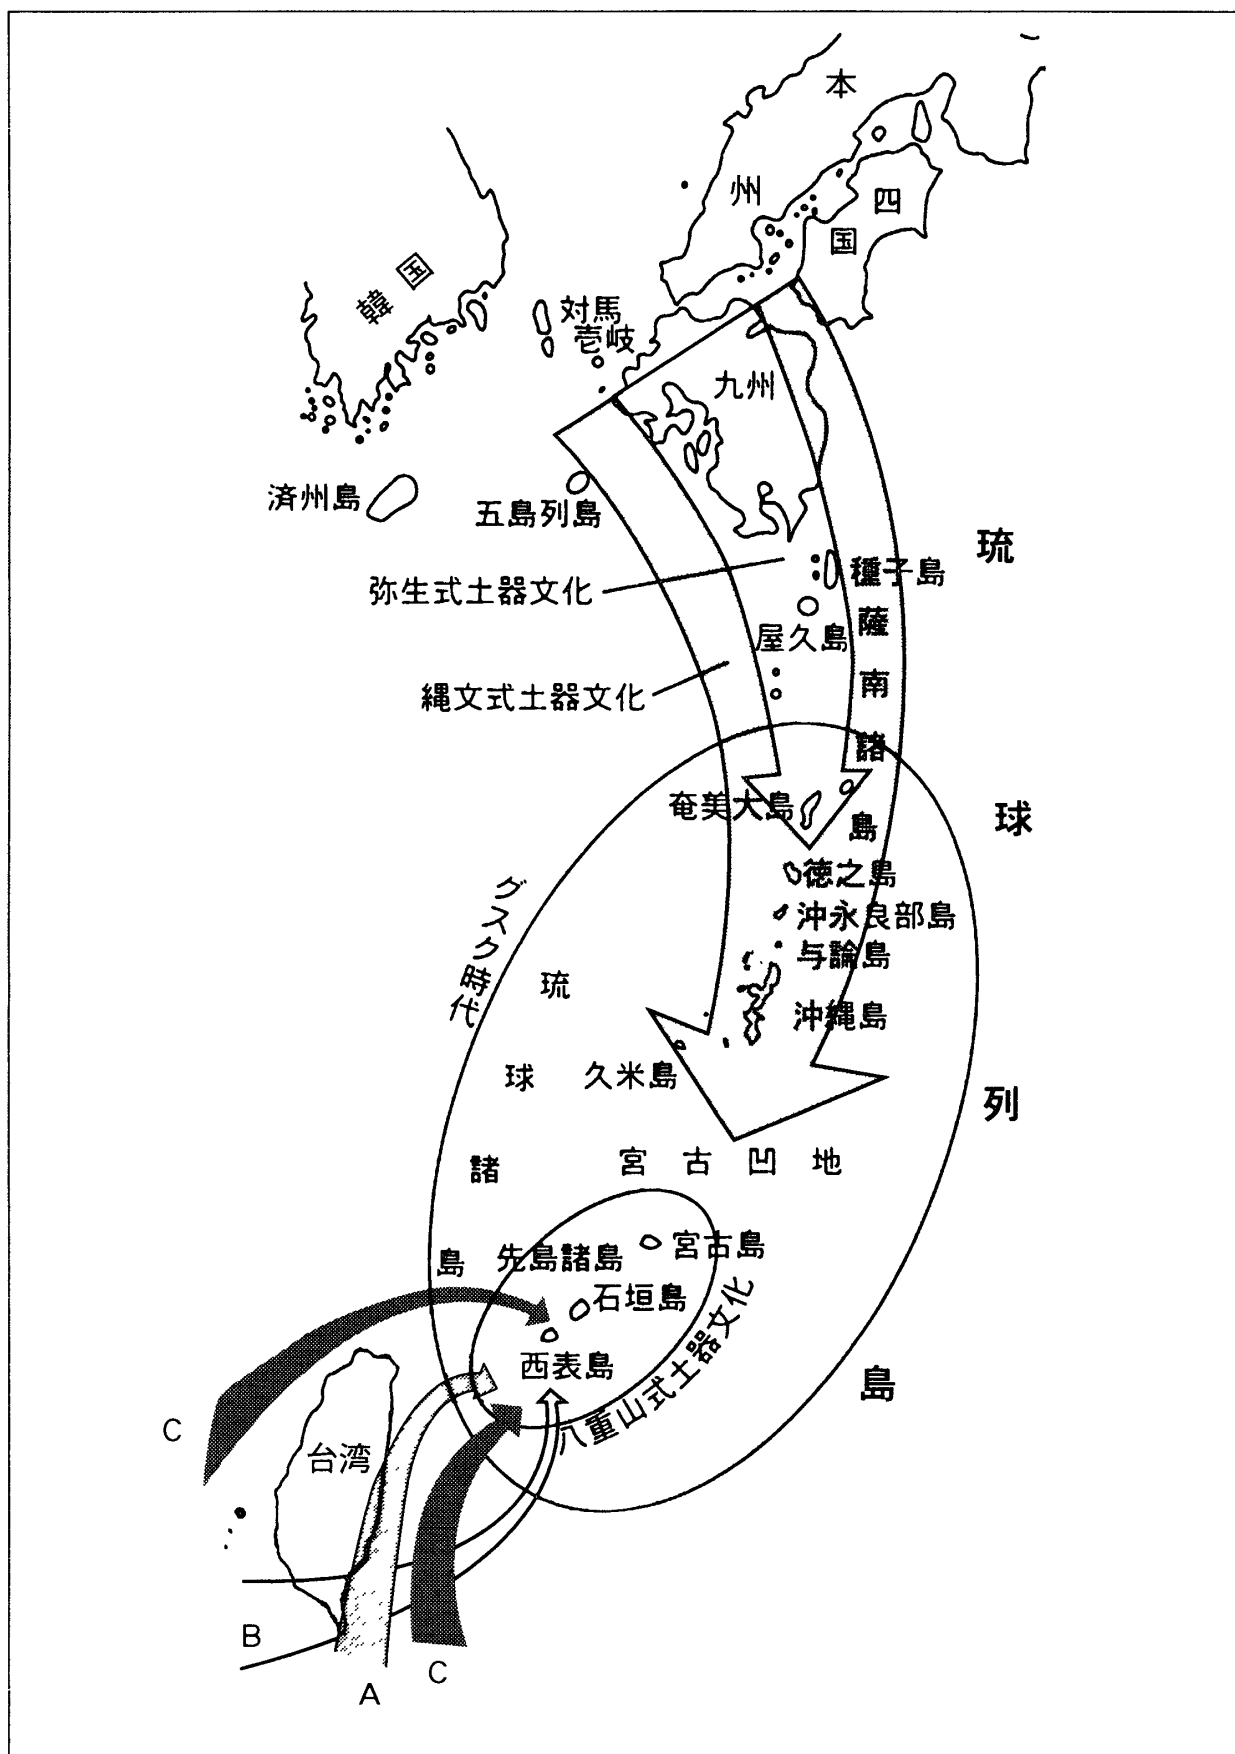 本州
四国
韓国
対馬
壱岐
九州
済州島
五島列島
弥生式土器文化
種子島
屋久島
縄文式土器文化
薩南諸島
奄美大島
徳之島
沖永良部島
与論島
沖縄島
久米島
グスク時代
琉球諸島
琉球列島
宮古凹地
先島諸島
宮古島
石垣島
西表島
八重山式土器文化
台湾
C
B
A
C